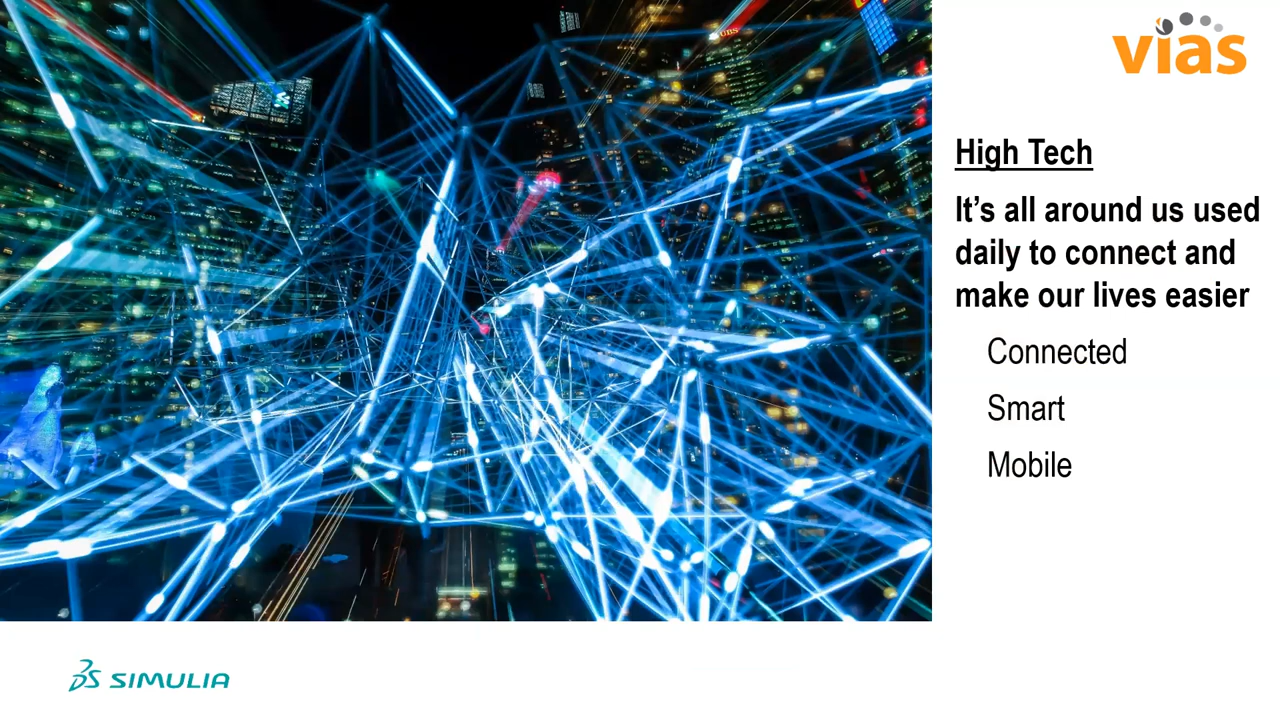 vias
UBS
High Tech
It's all around us used
daily to connect and
make our lives easier
Connected
Smart
Mobile
SIMULIA